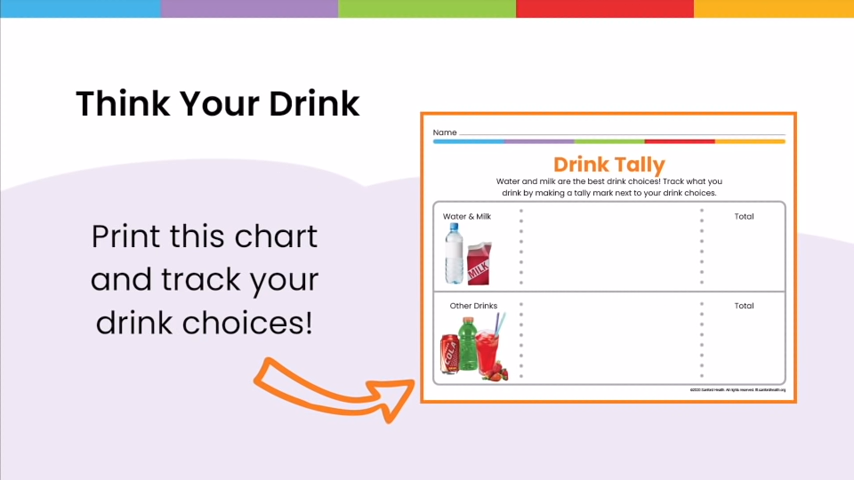 Think Your Drink
Print this chart
and track your
drink choices!
Name
Drink Tally
Water and milk are the best drink choices! Track what you
drink by making a tally mark next to your drink choices.
Water & Milk
Total
MILK
Other Drinks
Total
COLA